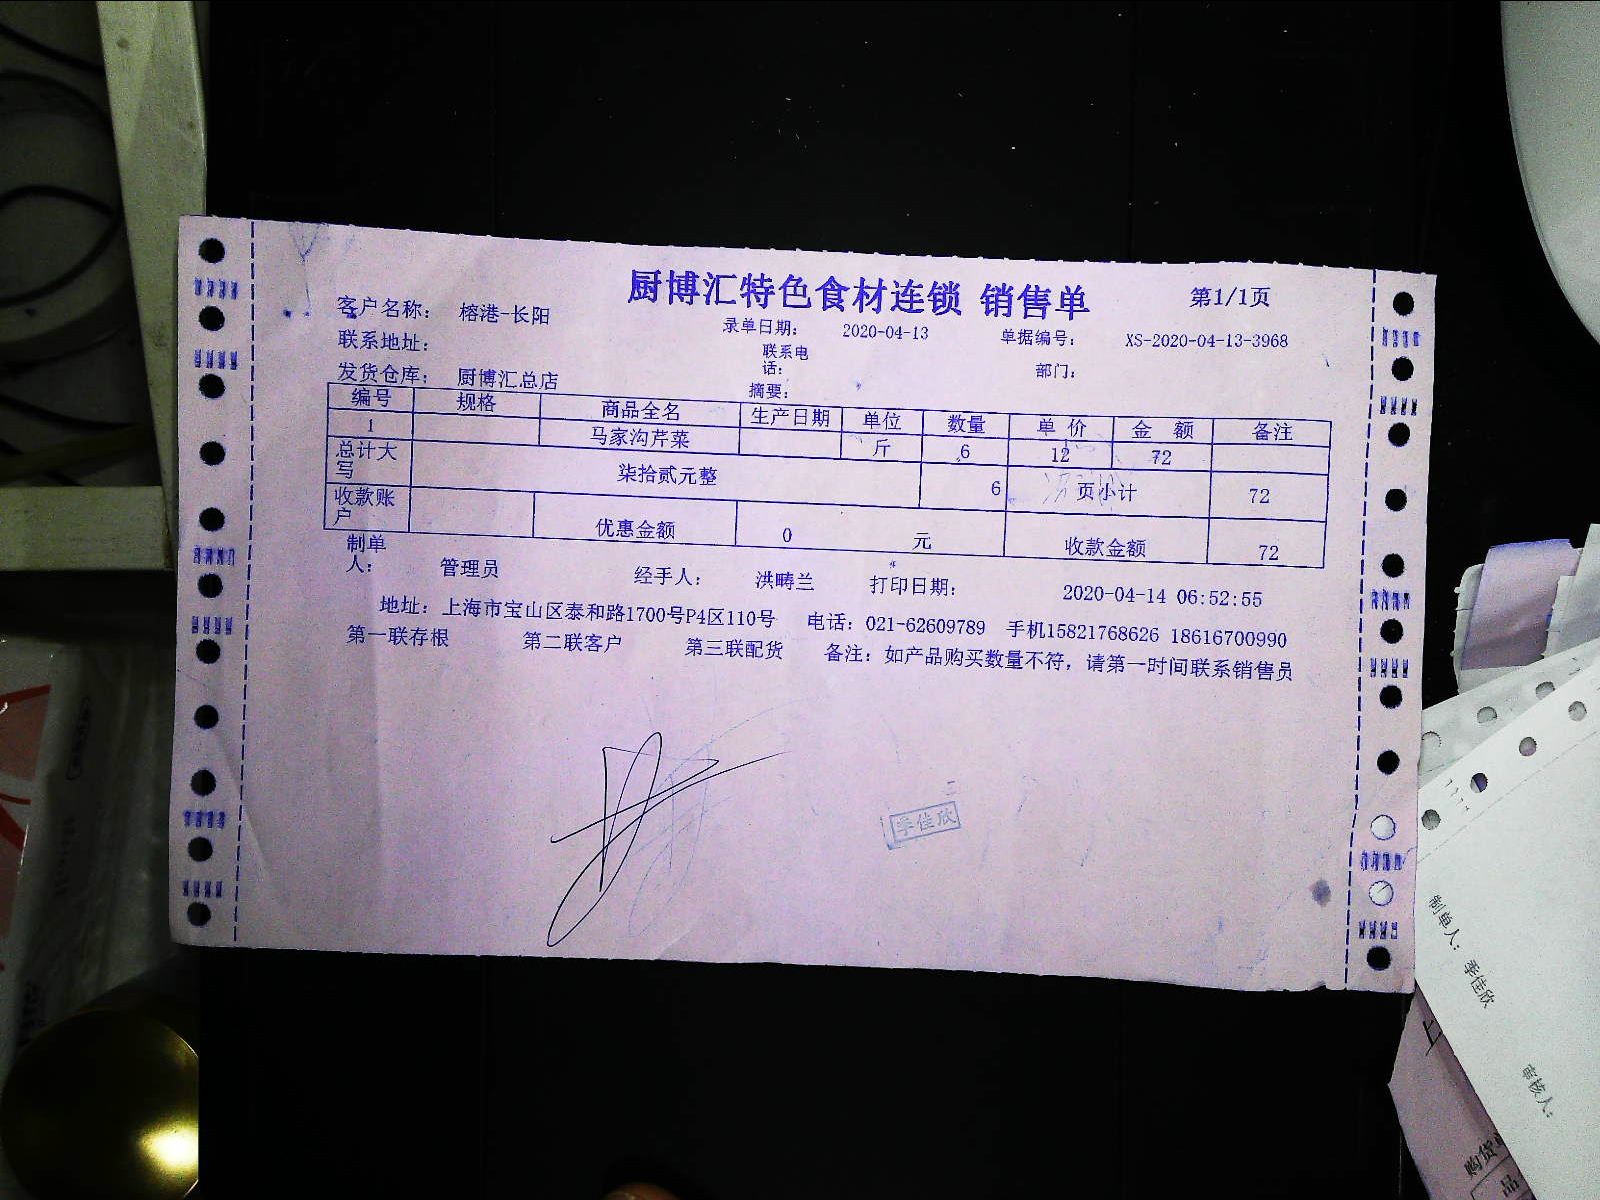 厨博汇特色食材连锁 销售单 第1/1页
客户名称： 榕港-长阳 录单日期： 2020-04-13 单据编号： XS-2020-04-13-3968
联系地址： 联系电话： 部门：
发货仓库： 厨博汇总店 摘要：
编号 规格 商品全名 生产日期 单位 数量 单价 金额 备注
1 马家沟芹菜 斤 6 12 72
总计大写 柒拾贰元整 6 页小计 72
收款账户 优惠金额 0 元 收款金额 72
制单人： 管理员 经手人： 洪畴兰 打印日期： 2020-04-14 06:52:55
地址：上海市宝山区泰和路1700号P4区110号 电话：021-62609789 手机15821768626 18616700990
第一联存根 第二联客户 第三联配货 备注：如产品购买数量不符，请第一时间联系销售员
季佳欣
制单人：季佳欣
审核人：
购货
品